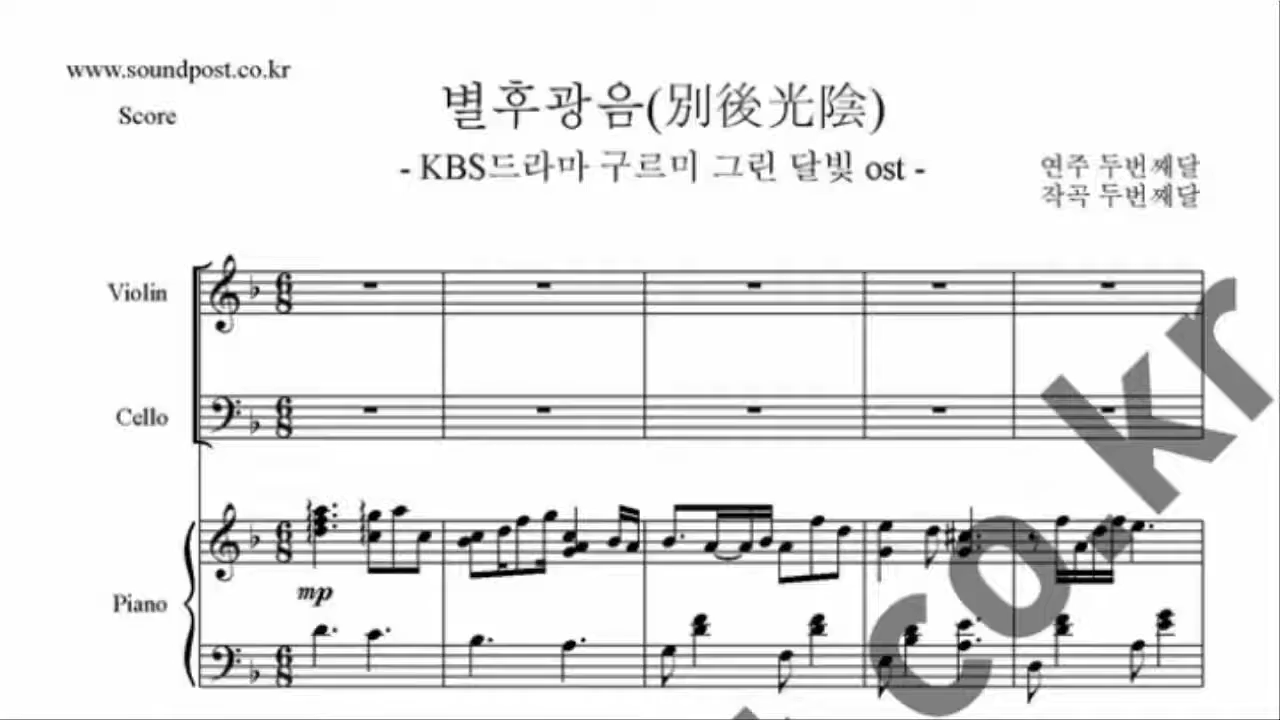 www.soundpost.co.kr
Score
별후광음(別後光陰)
- KBS드라마 구르미 그린 달빛 ost -
연주 두번째달
작곡 두번째달
Violin
Cello
Piano
mp
co.kr